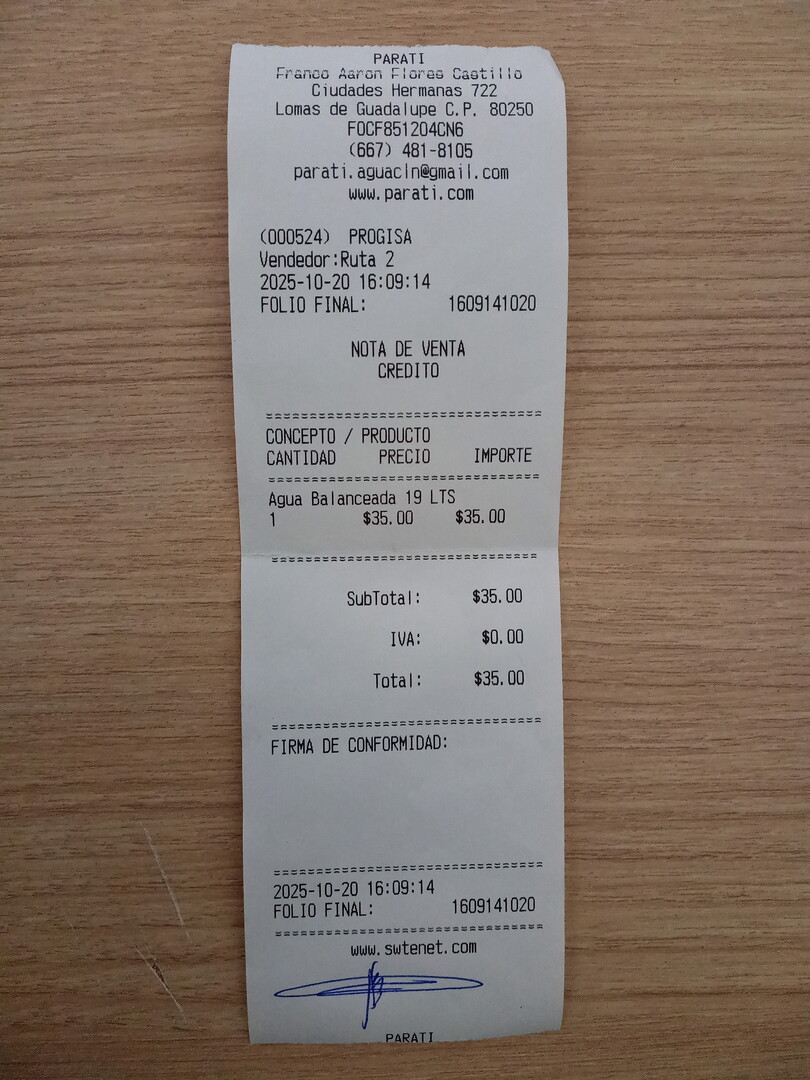 PARATI
Franco Aaron Flores Castillo
Ciudades Hermanas 722
Lomas de Guadalupe C.P. 80250
FOCF851204CN6
(667) 481-8105
parati.aguacln@gmail.com
www.parati.com
(000524) PROGISA
Vendedor:Ruta 2
2025-10-20 16:09:14
FOLIO FINAL: 1609141020
NOTA DE VENTA
CREDITO
CONCEPTO / PRODUCTO
CANTIDAD PRECIO IMPORTE
Agua Balanceada 19 LTS
1 $35.00 $35.00
SubTotal: $35.00
IVA: $0.00
Total: $35.00
FIRMA DE CONFORMIDAD:
2025-10-20 16:09:14
FOLIO FINAL: 1609141020
www.swtenet.com
PARATI